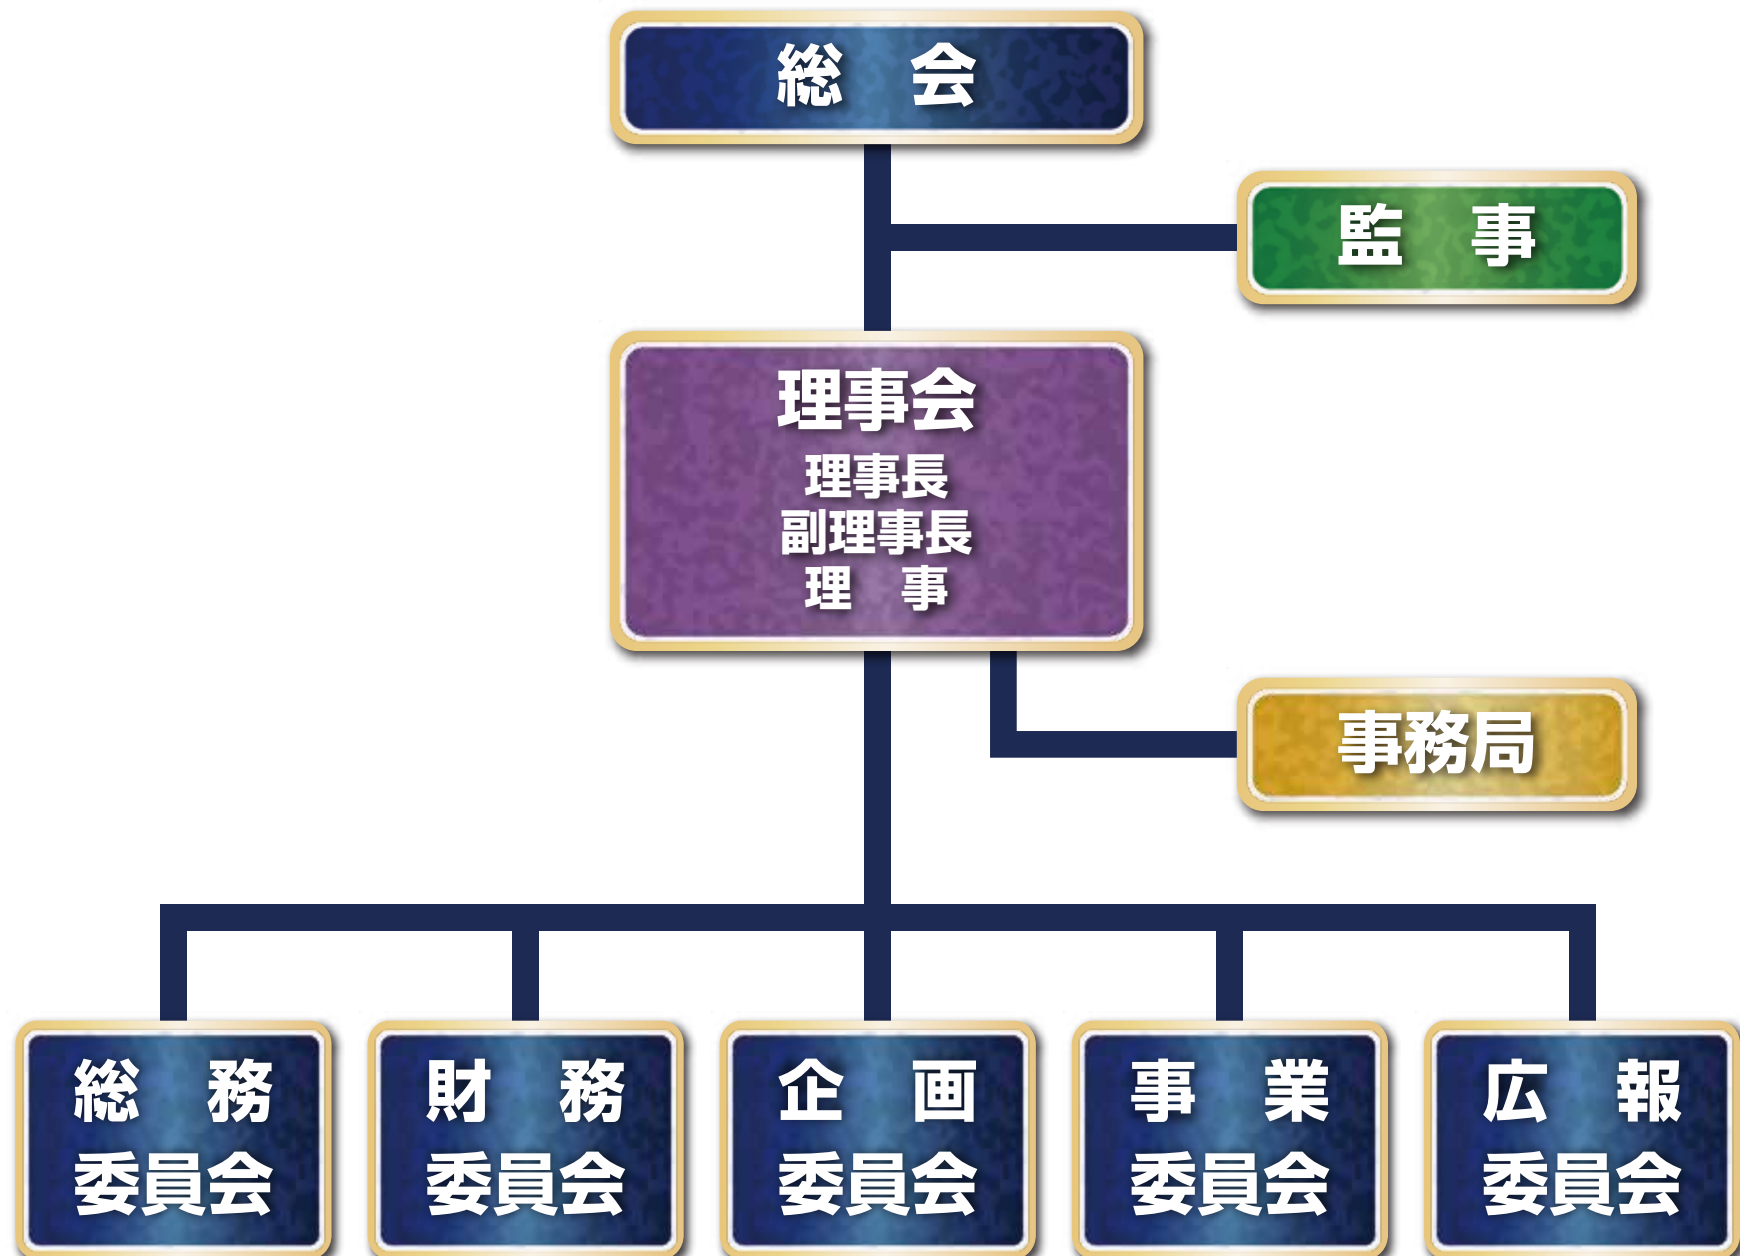 総　会
監　事
理事会
理事長
副理事長
理　事
事務局
総　務
委員会
財　務
委員会
企　画
委員会
事　業
委員会
広　報
委員会